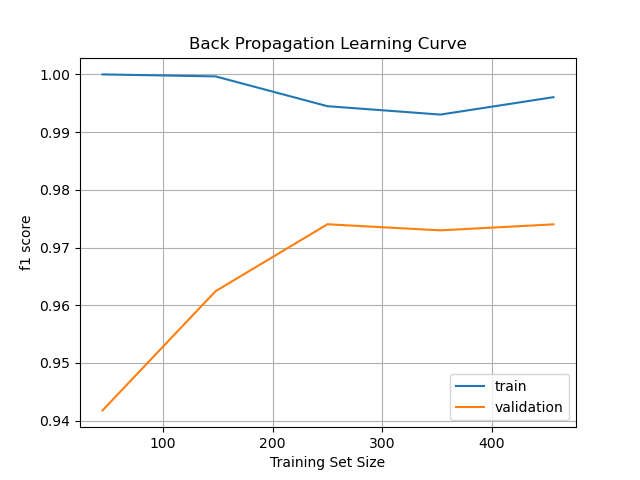 Back Propagation Learning Curve
1.00
0.99
0.98
0.97
0.96
0.95
0.94
f1 score
train
validation
100
200
300
400
Training Set Size